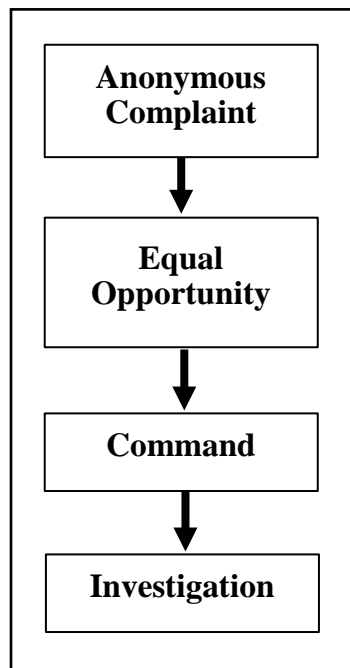 Anonymous
Complaint
Equal
Opportunity
Command
Investigation